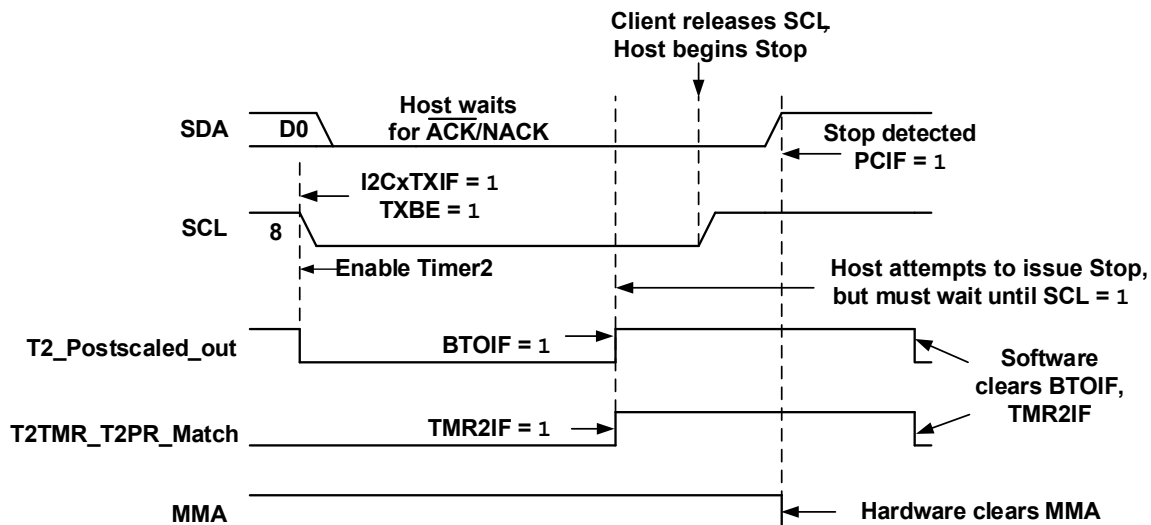 Client releases SCL,
Host begins Stop
SDA
D0
Host waits
for ACK/NACK
Stop detected
PCIF = 1
I2CxTXIF = 1
TXBE = 1
SCL
8
Enable Timer2
Host attempts to issue Stop,
but must wait until SCL = 1
T2_Postscaled_out
BTOIF = 1
Software
clears BTOIF,
TMR2IF
T2TMR_T2PR_Match
TMR2IF = 1
MMA
Hardware clears MMA